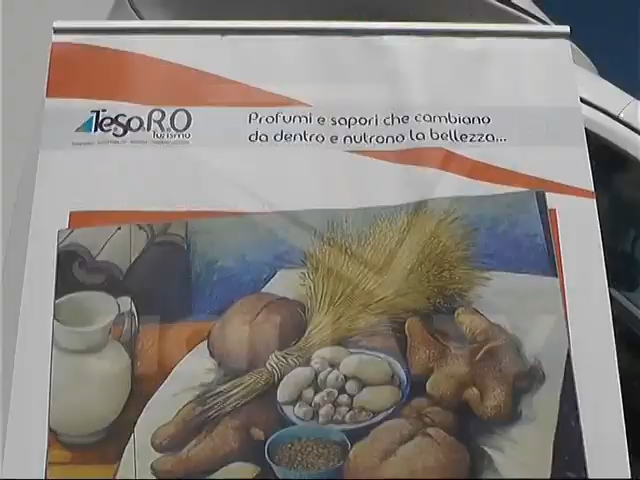 TesoRO
Turismo
Profumi e sapori che cambiano
da dentro e nutrono la bellezza...